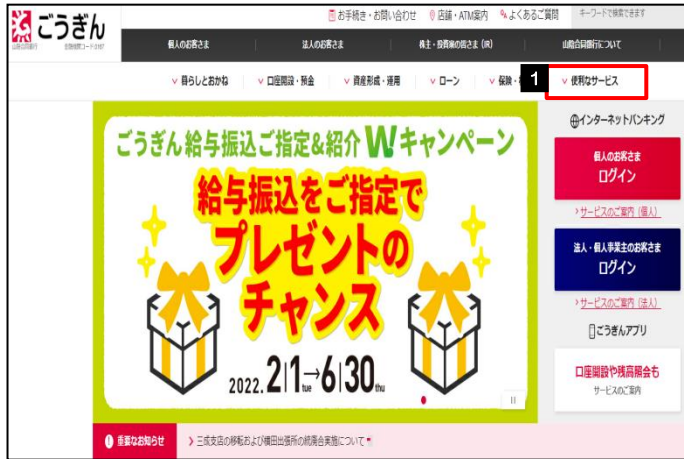 ごうぎん
山陰合同銀行 金融機関コード:0167
お手続き・お問い合わせ 店舗・ATM案内 よくあるご質問 キーワードで検索できます
個人のお客さま 法人のお客さま 株主・投資家の皆さま (IR) 山陰合同銀行について
暮らしとおかね 口座開設・預金 資産形成・運用 ローン 保険・ 1 便利なサービス
ごうぎん給与振込ご指定&紹介Wキャンペーン
給与振込をご指定で
プレゼントの
チャンス
2022.2|1tue→6|30thu
インターネットバンキング
個人のお客さま
ログイン
サービスのご案内 (個人)
法人・個人事業主のお客さま
ログイン
サービスのご案内 (法人)
ごうぎんアプリ
口座開設や残高照会も
サービスのご案内
重要なお知らせ 三成支店の移転および横田出張所の統廃合実施について